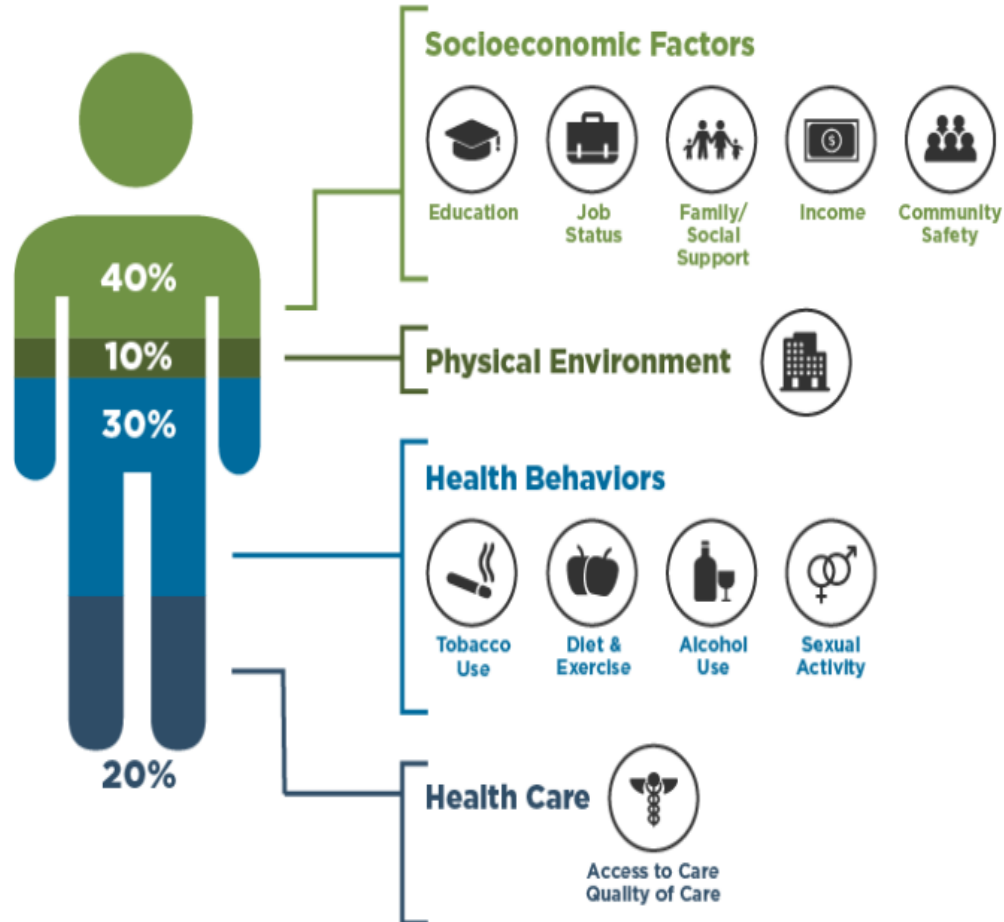 Socioeconomic Factors
Education
Job
Status
Family/
Social
Support
Income
Community
Safety
40%
10%
Physical Environment
30%
Health Behaviors
Tobacco
Use
Diet &
Exercise
Alcohol
Use
Sexual
Activity
20%
Health Care
Access to Care
Quality of Care
$